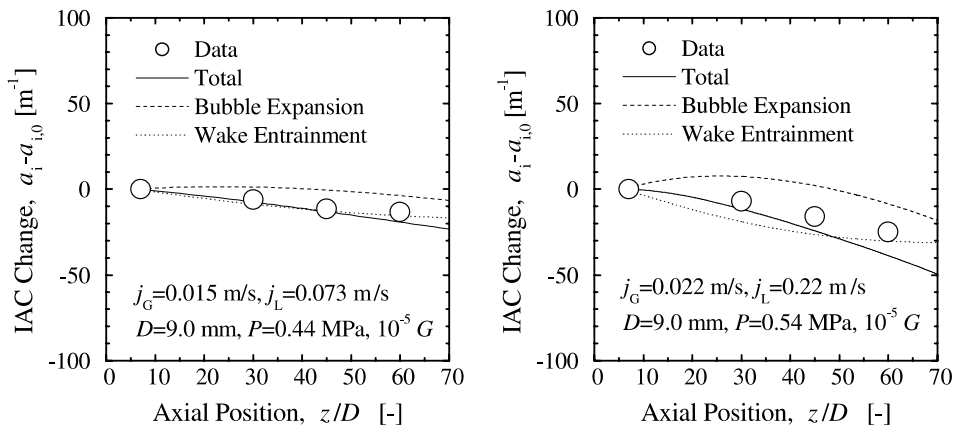 100
Data
Total
Bubble Expansion
Wake Entrainment
50
0
-50
-100
IAC Change, a_i-a_i,0 [m^-1]
j_G=0.015 m/s, j_L=0.073 m/s
D=9.0 mm, P=0.44 MPa, 10^-5 G
0 10 20 30 40 50 60 70
Axial Position, z/D [-]
100
Data
Total
Bubble Expansion
Wake Entrainment
50
0
-50
-100
IAC Change, a_i-a_i,0 [m^-1]
j_G=0.022 m/s, j_L=0.22 m/s
D=9.0 mm, P=0.54 MPa, 10^-5 G
0 10 20 30 40 50 60 70
Axial Position, z/D [-]